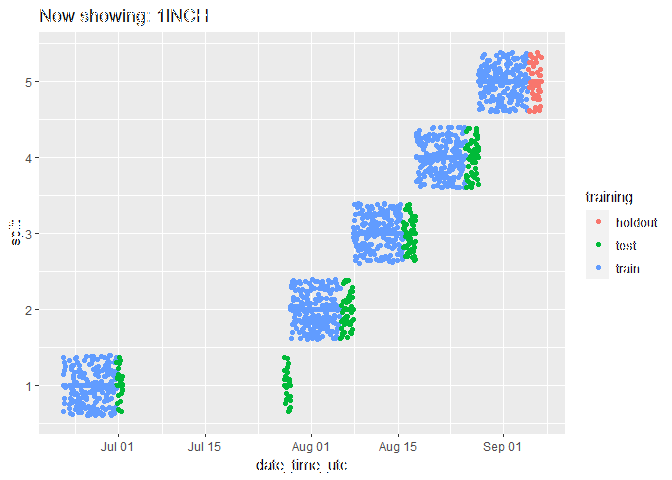 Now showing: 1INCH
5
4
split
3
2
1
Jul 01
Jul 15
Aug 01
Aug 15
Sep 01
date_time_utc
training
holdout
test
train